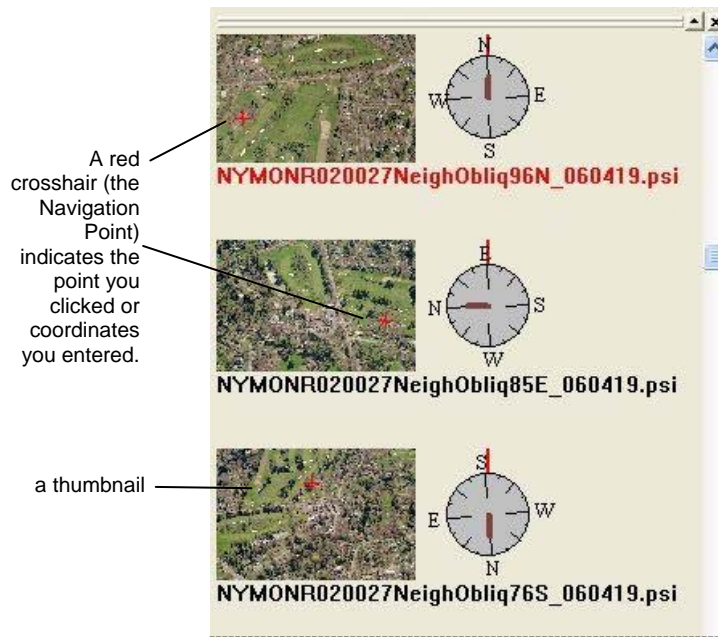 A red
crosshair (the
Navigation
Point)
indicates the
point you
clicked or
coordinates
you entered.
N
W
E
S
NYMONR020027NeighObliq96N_060419.psi
E
N
S
W
NYMONR020027NeighObliq85E_060419.psi
a thumbnail
S
E
W
N
NYMONR020027NeighObliq76S_060419.psi